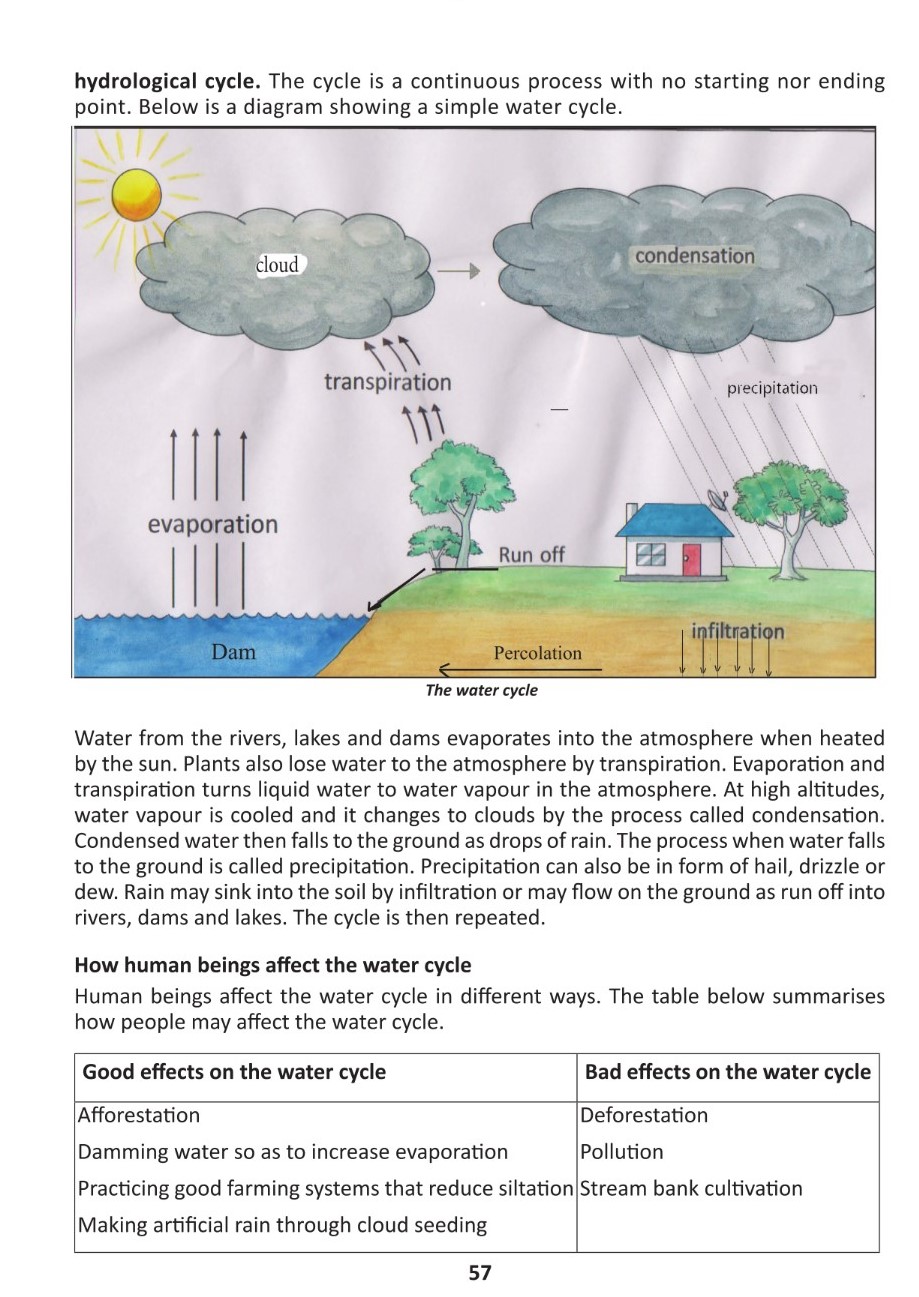 hydrological cycle. The cycle is a continuous process with no starting nor ending
point. Below is a diagram showing a simple water cycle.
cloud
condensation
transpiration
precipitation
evaporation
Run off
infiltration
Dam
Percolation
The water cycle
Water from the rivers, lakes and dams evaporates into the atmosphere when heated
by the sun. Plants also lose water to the atmosphere by transpiration. Evaporation and
transpiration turns liquid water to water vapour in the atmosphere. At high altitudes,
water vapour is cooled and it changes to clouds by the process called condensation.
Condensed water then falls to the ground as drops of rain. The process when water falls
to the ground is called precipitation. Precipitation can also be in form of hail, drizzle or
dew. Rain may sink into the soil by infiltration or may flow on the ground as run off into
rivers, dams and lakes. The cycle is then repeated.
How human beings affect the water cycle
Human beings affect the water cycle in different ways. The table below summarises
how people may affect the water cycle.
Good effects on the water cycle Bad effects on the water cycle
Afforestation Deforestation
Damming water so as to increase evaporation Pollution
Practicing good farming systems that reduce siltation Stream bank cultivation
Making artificial rain through cloud seeding
57